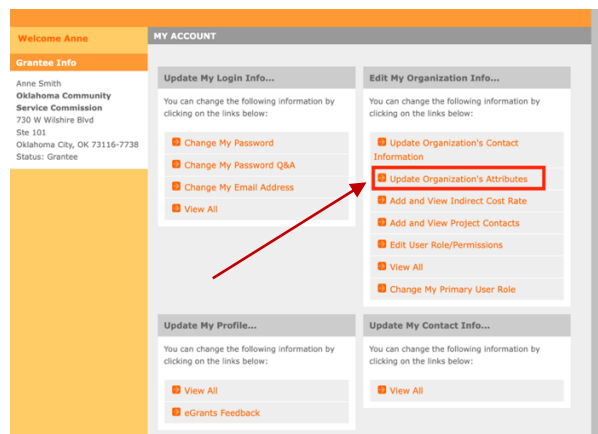 Welcome Anne
MY ACCOUNT
Grantee Info
Anne Smith
Oklahoma Community
Service Commission
730 W Wilshire Blvd
Ste 101
Oklahoma City, OK 73116-7738
Status: Grantee
Update My Login Info...
You can change the following information by
clicking on the links below:
Change My Password
Change My Password Q&A
Change My Email Address
View All
Edit My Organization Info...
You can change the following information by
clicking on the links below:
Update Organization's Contact
Information
Update Organization's Attributes
Add and View Indirect Cost Rate
Add and View Project Contacts
Edit User Role/Permissions
View All
Change My Primary User Role
Update My Profile...
You can change the following information by
clicking on the links below:
View All
eGrants Feedback
Update My Contact Info...
You can change the following information by
clicking on the links below:
View All